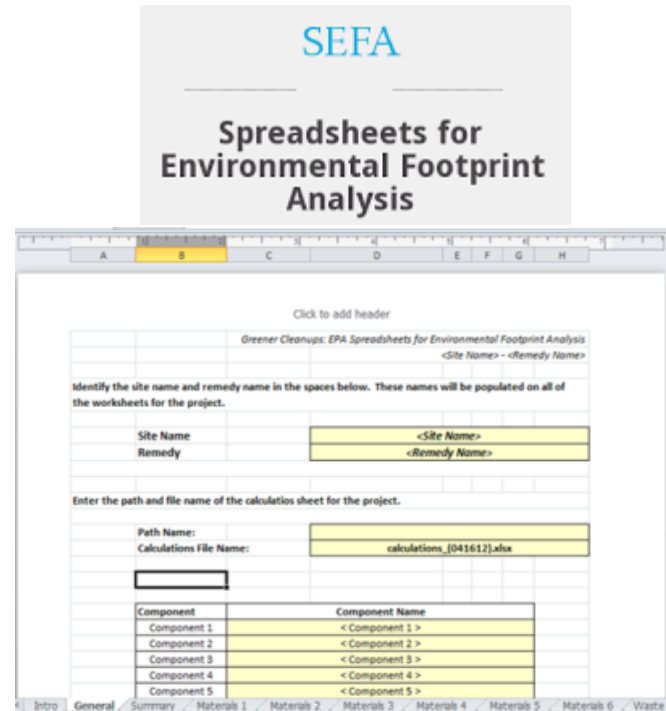 SEFA
Spreadsheets for
Environmental Footprint
Analysis
A B C D E F G H
Click to add header
Greener Cleanups: EPA Spreadsheets for Environmental Footprint Analysis
<Site Name> - <Remedy Name>
Identify the site name and remedy name in the spaces below. These names will be populated on all of
the worksheets for the project.
Site Name <Site Name>
Remedy <Remedy Name>
Enter the path and file name of the calculatios sheet for the project.
Path Name:
Calculations File Name: calculations_(041612).xlsx
Component Component Name
Component 1 < Component 1 >
Component 2 < Component 2 >
Component 3 < Component 3 >
Component 4 < Component 4 >
Component 5 < Component 5 >
Intro General Summary Materials 1 Materials 2 Materials 3 Materials 4 Materials 5 Materials 6 Waste